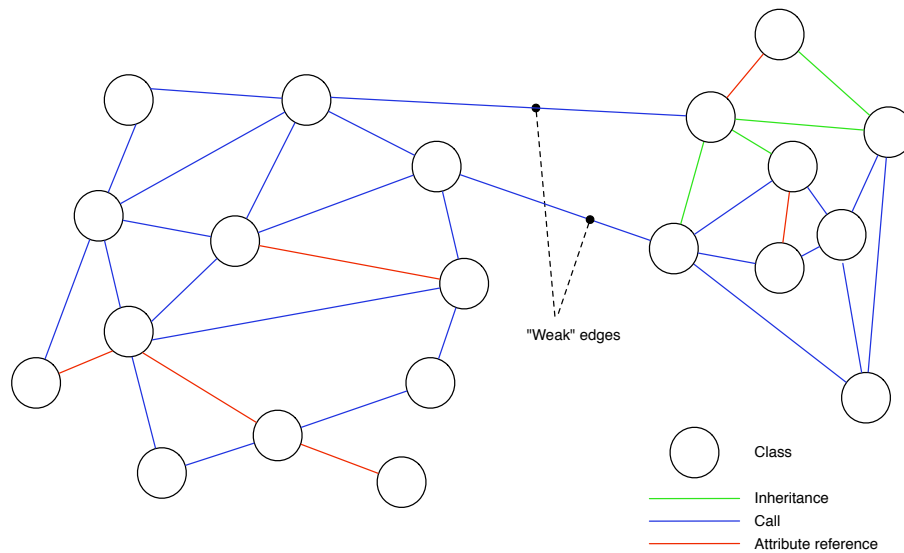 "Weak" edges
Class
Inheritance
Call
Attribute reference